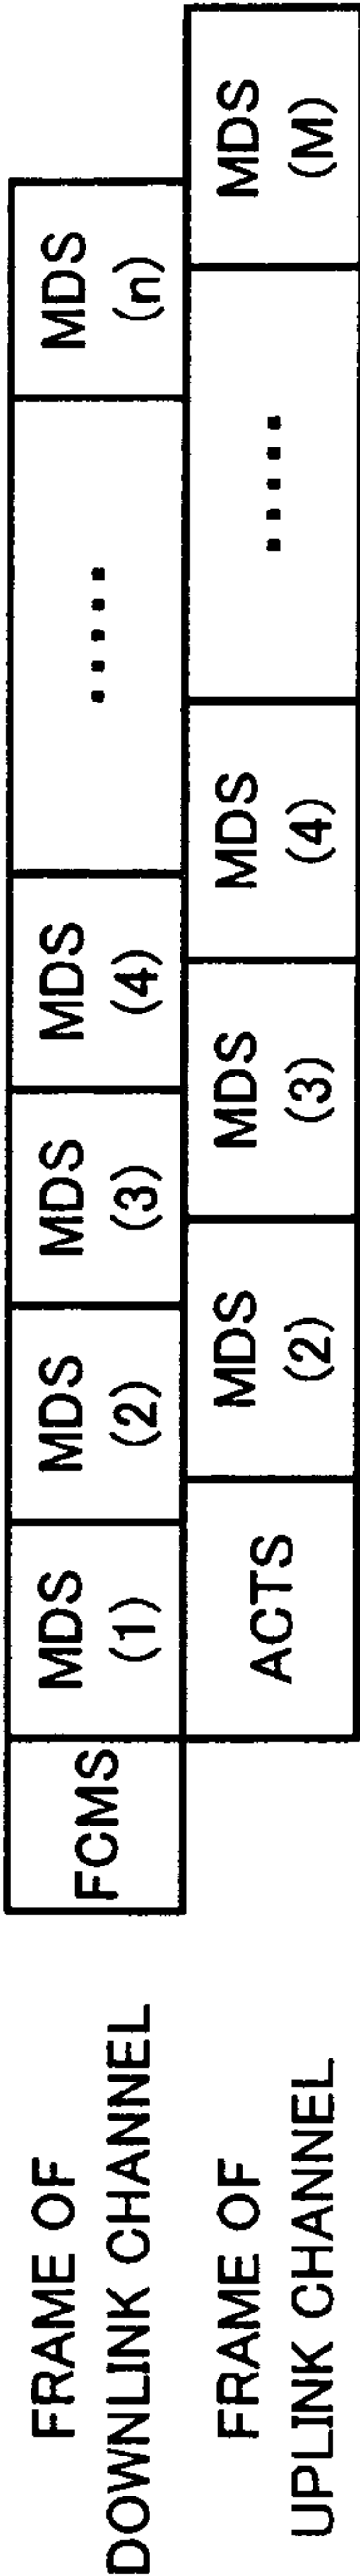 FRAME OF
DOWNLINK CHANNEL
FCMS
MDS
(1)
MDS
(2)
MDS
(3)
MDS
(4)
.....
MDS
(n)
FRAME OF
UPLINK CHANNEL
ACTS
MDS
(2)
MDS
(3)
MDS
(4)
.....
MDS
(M)